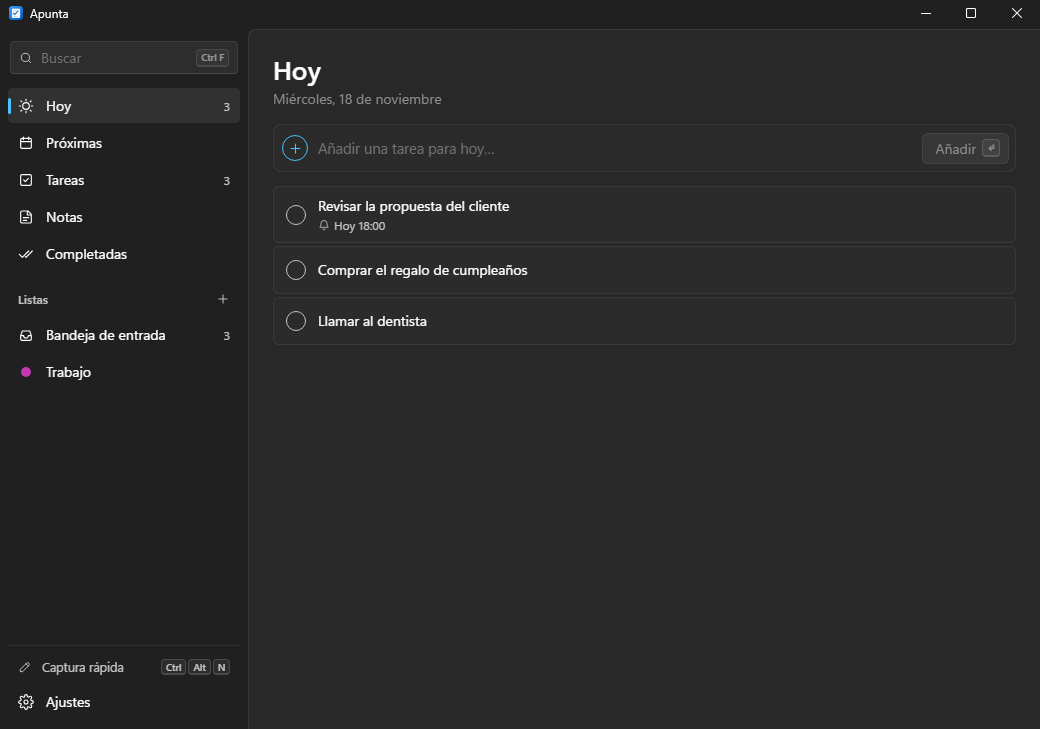 Apunta
Buscar
Ctrl F
Hoy
3
Próximas
Tareas
3
Notas
Completadas
Listas
Bandeja de entrada
3
Trabajo
Captura rápida
Ctrl Alt N
Ajustes
Hoy
Miércoles, 18 de noviembre
Añadir una tarea para hoy...
Añadir
Revisar la propuesta del cliente
Hoy 18:00
Comprar el regalo de cumpleaños
Llamar al dentista